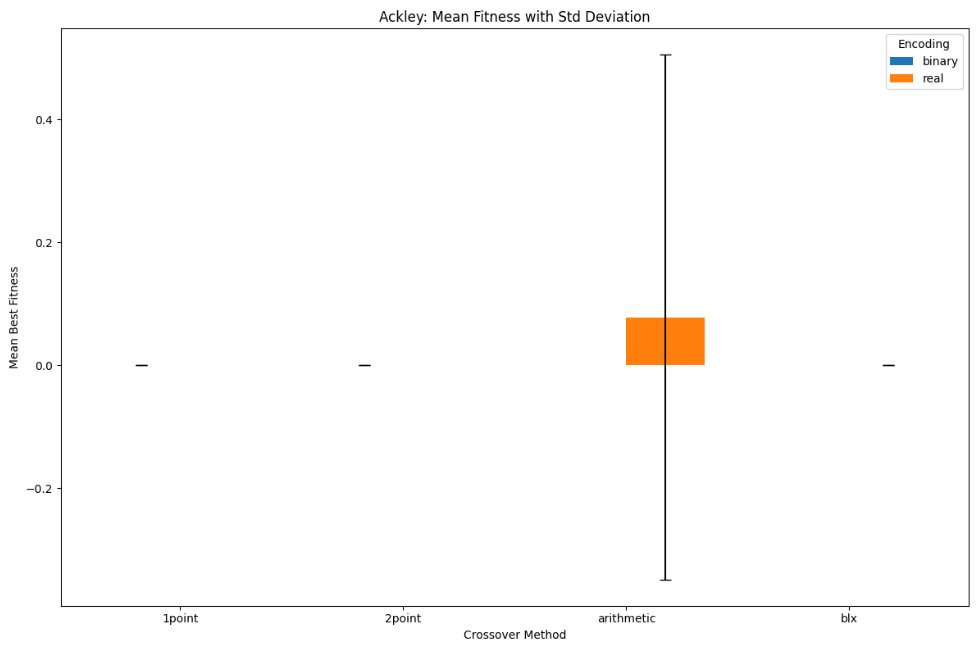 Ackley: Mean Fitness with Std Deviation
Encoding
binary
real
0.4
0.2
0.0
−0.2
Mean Best Fitness
1point
2point
arithmetic
blx
Crossover Method